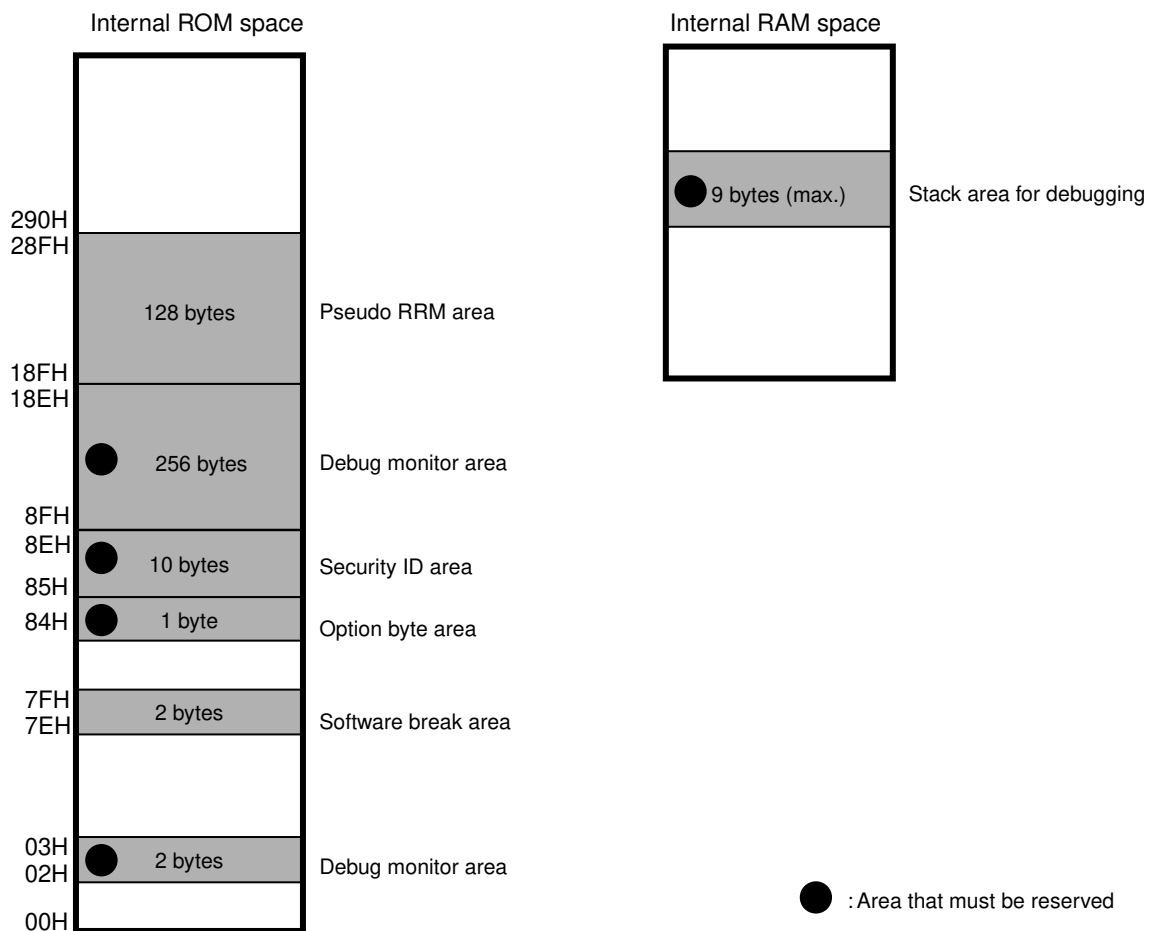 Internal ROM space
Internal RAM space
9 bytes (max.)
Stack area for debugging
290H
28FH
128 bytes
Pseudo RRM area
18FH
18EH
256 bytes
Debug monitor area
8FH
8EH
10 bytes
Security ID area
85H
84H
1 byte
Option byte area
7FH
2 bytes
Software break area
7EH
03H
2 bytes
Debug monitor area
02H
: Area that must be reserved
00H